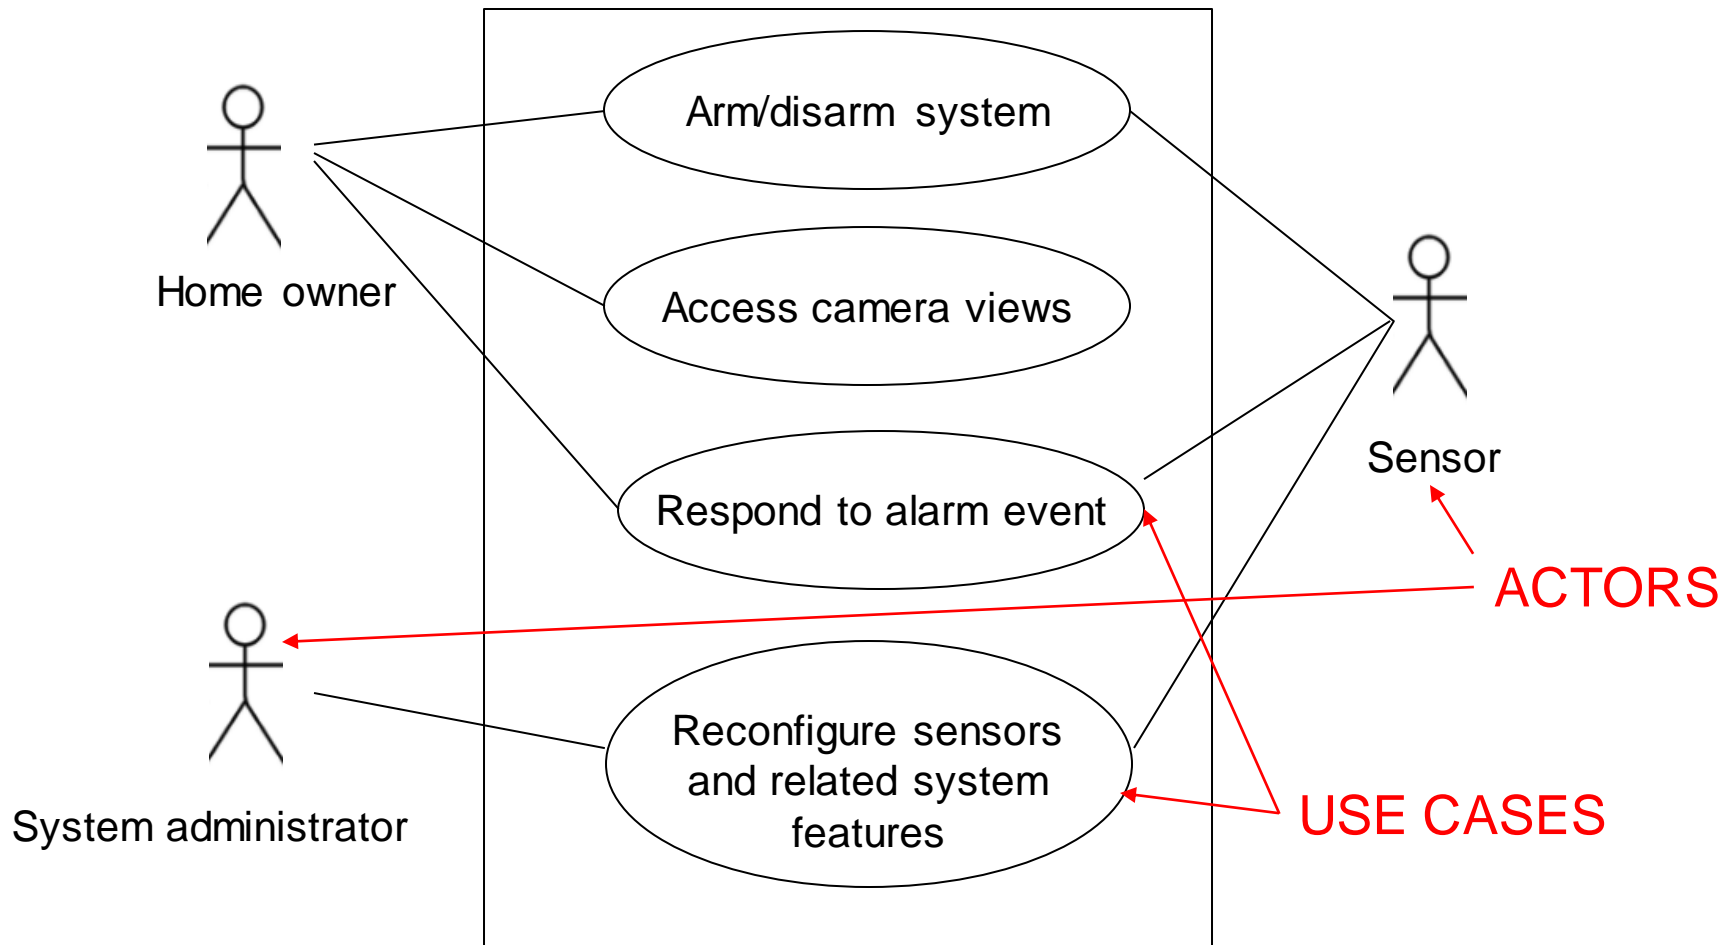 Arm/disarm system
Home owner
Access camera views
Sensor
Respond to alarm event
ACTORS
Reconfigure sensors
and related system
features
System administrator
USE CASES